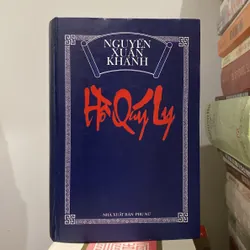 NGUYỄN
XUÂN
KHÁNH
Hồ Quý Ly
NHÀ XUẤT BẢN PHỤ NỮ